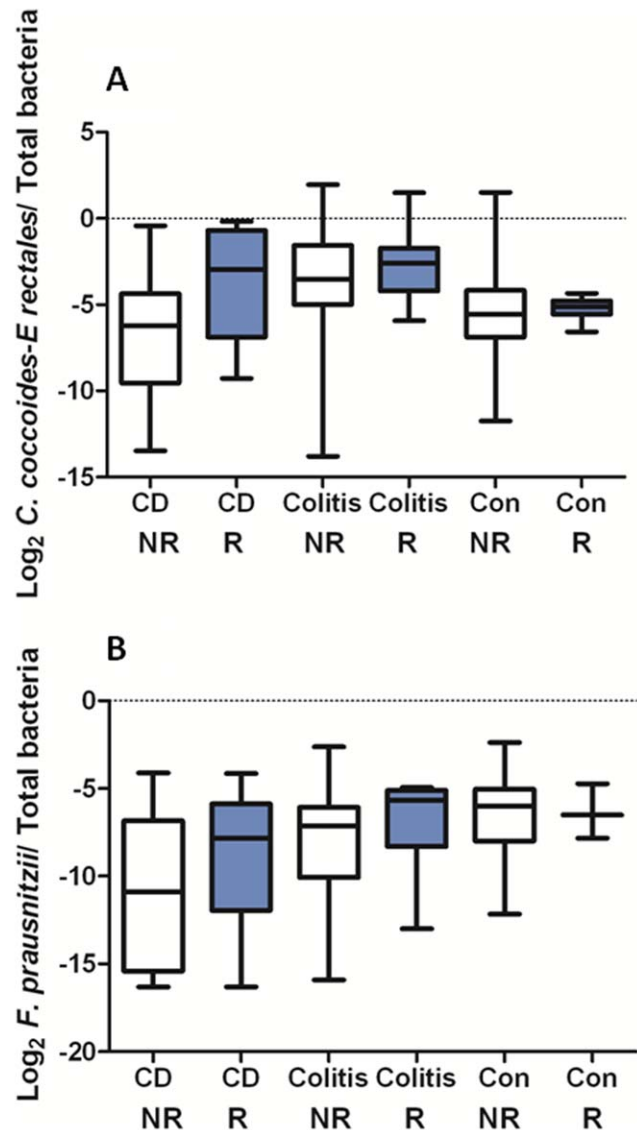 A
Log₂ C. coccoides-E rectales/ Total bacteria
5
0
-5
-10
-15
CD CD Colitis Colitis Con Con
NR R NR R NR R
B
Log₂ F. prausnitzii/ Total bacteria
0
-5
-10
-15
-20
CD CD Colitis Colitis Con Con
NR R NR R NR R